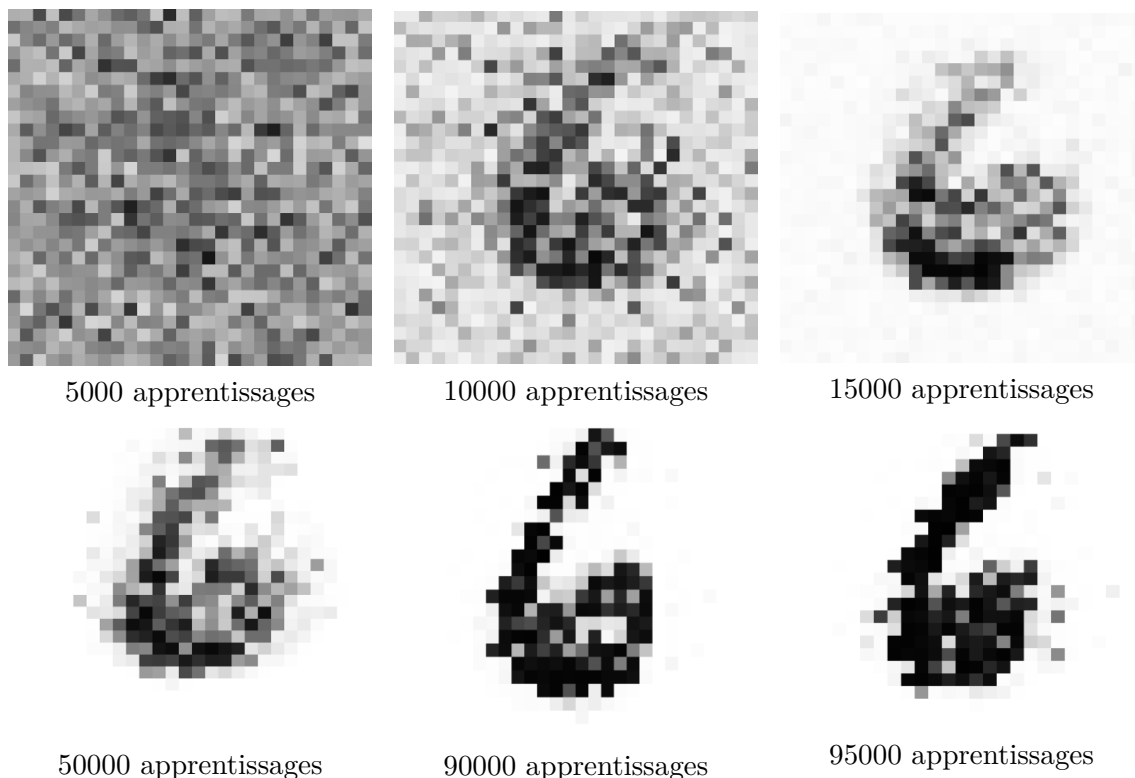 5000 apprentissages
10000 apprentissages
15000 apprentissages
50000 apprentissages
90000 apprentissages
95000 apprentissages